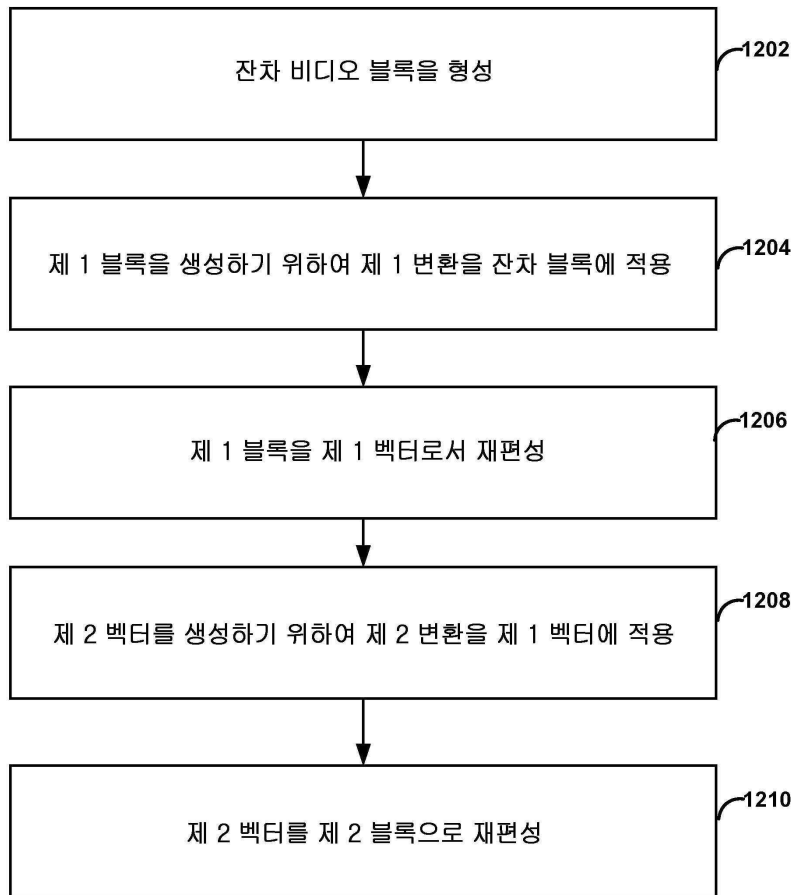 잔차 비디오 블록을 형성
1202
제 1 블록을 생성하기 위하여 제 1 변환을 잔차 블록에 적용
1204
제 1 블록을 제 1 벡터로서 재편성
1206
제 2 벡터를 생성하기 위하여 제 2 변환을 제 1 벡터에 적용
1208
제 2 벡터를 제 2 블록으로 재편성
1210